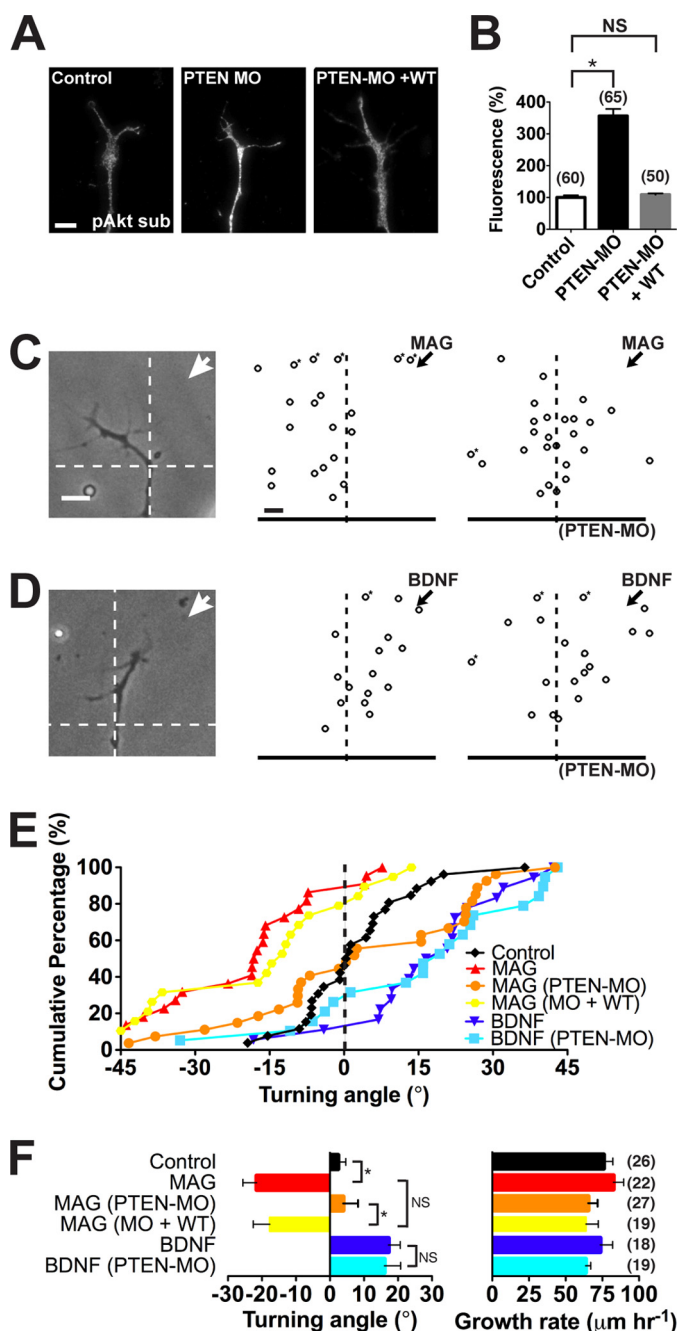 A
Control
PTEN MO
PTEN-MO +WT
pAkt sub
B
NS
*
Fluorescence (%)
400
300
200
100
0
(60)
(65)
(50)
Control
PTEN-MO
PTEN-MO
+ WT
C
MAG
MAG
(PTEN-MO)
D
BDNF
BDNF
(PTEN-MO)
E
Cumulative Percentage (%)
100
80
60
40
20
0
-45
-30
-15
0
15
30
45
Turning angle (°)
Control
MAG
MAG (PTEN-MO)
MAG (MO + WT)
BDNF
BDNF (PTEN-MO)
F
Control
MAG
MAG (PTEN-MO)
MAG (MO + WT)
BDNF
BDNF (PTEN-MO)
*
NS
*
NS
-30 -20 -10 0 10 20 30
Turning angle (°)
(26)
(22)
(27)
(19)
(18)
(19)
0 25 50 75 100
Growth rate (μm hr-1)